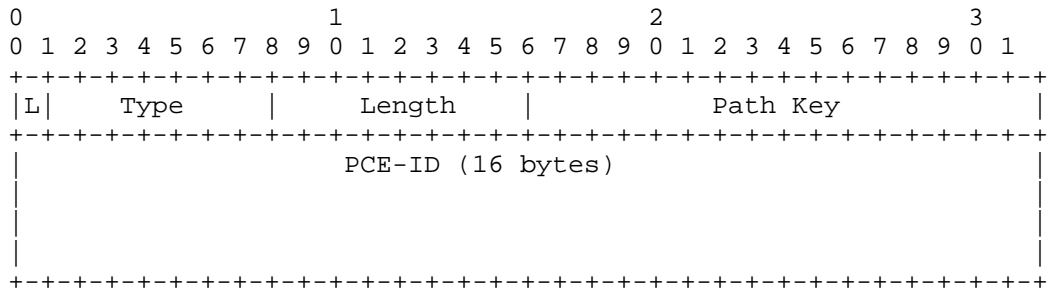 0                   1                   2                   3
0 1 2 3 4 5 6 7 8 9 0 1 2 3 4 5 6 7 8 9 0 1 2 3 4 5 6 7 8 9 0 1
+-+-+-+-+-+-+-+-+-+-+-+-+-+-+-+-+-+-+-+-+-+-+-+-+-+-+-+-+-+-+-+-+
|L|    Type     |     Length    |           Path Key            |
+-+-+-+-+-+-+-+-+-+-+-+-+-+-+-+-+-+-+-+-+-+-+-+-+-+-+-+-+-+-+-+-+
|                    PCE-ID (16 bytes)                          |
|                                                               |
|                                                               |
|                                                               |
+-+-+-+-+-+-+-+-+-+-+-+-+-+-+-+-+-+-+-+-+-+-+-+-+-+-+-+-+-+-+-+-+